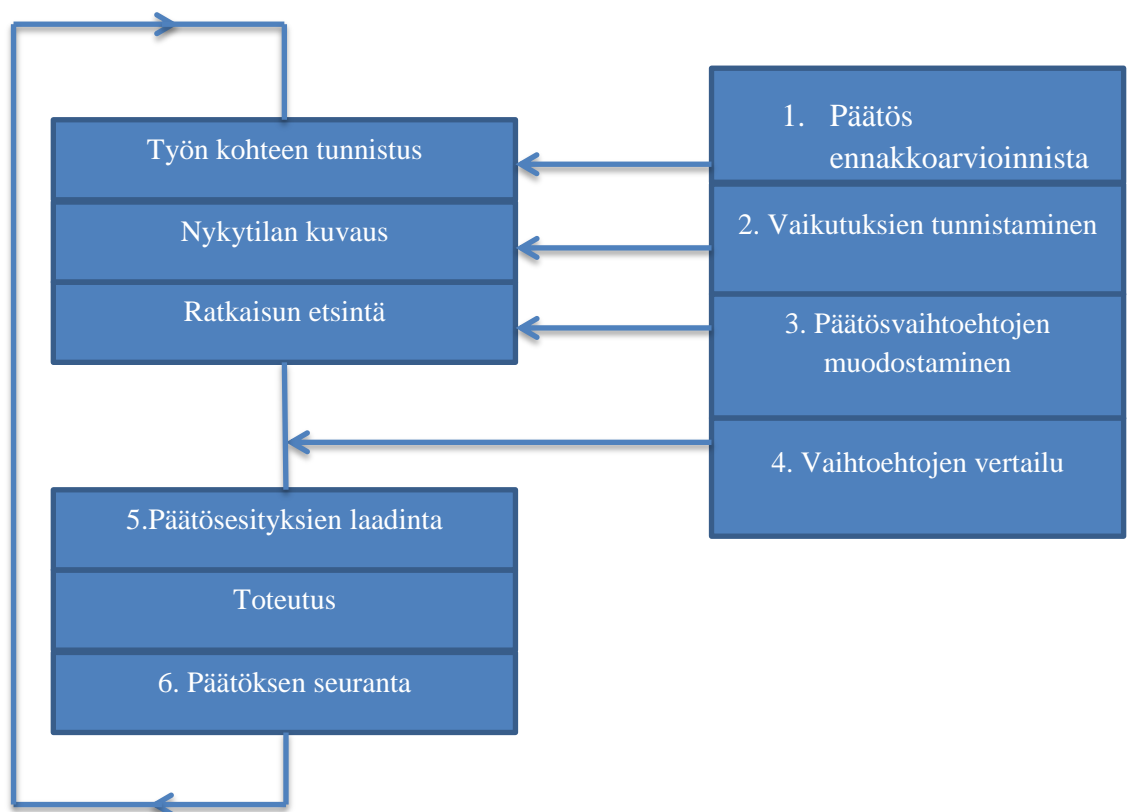 Työn kohteen tunnistus
Nykytilan kuvaus
Ratkaisun etsintä
5.Päätösesityksien laadinta
Toteutus
6. Päätöksen seuranta
1. Päätös
ennakkoarvioinnista
2. Vaikutuksien tunnistaminen
3. Päätösvaihtoehtojen
muodostaminen
4. Vaihtoehtojen vertailu